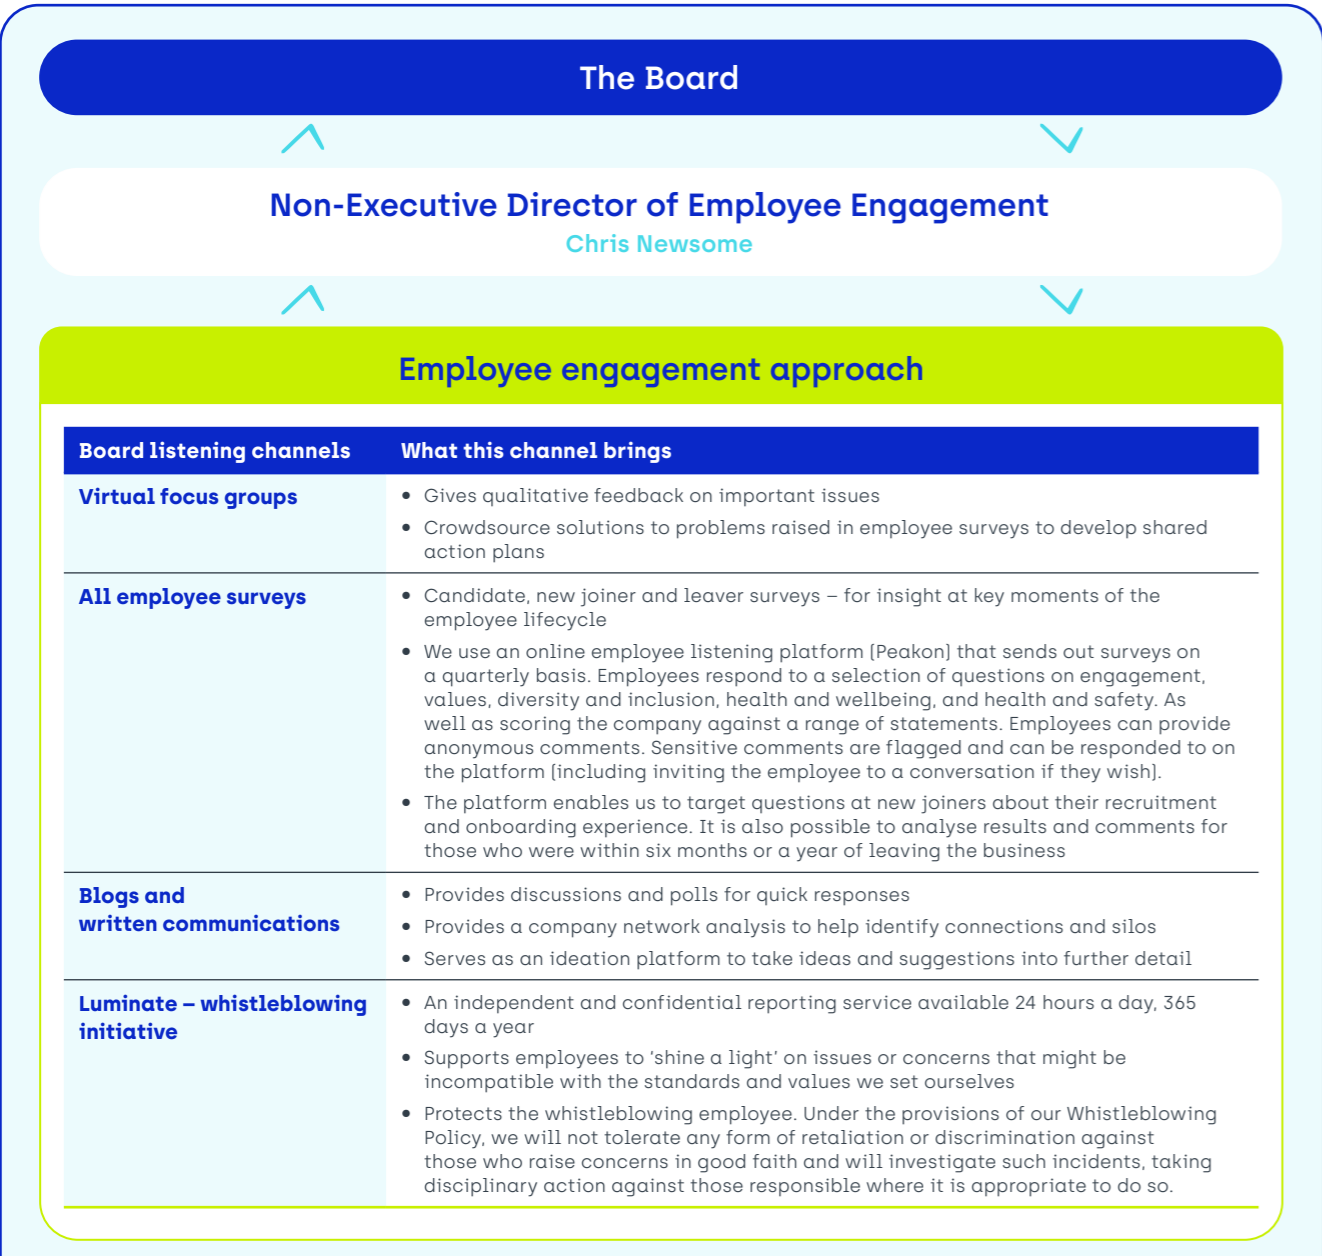 The Board
Non-Executive Director of Employee Engagement
Chris Newsome
Employee engagement approach
Board listening channels
What this channel brings
Virtual focus groups
• Gives qualitative feedback on important issues
• Crowdsource solutions to problems raised in employee surveys to develop shared
action plans
All employee surveys
• Candidate, new joiner and leaver surveys – for insight at key moments of the
employee lifecycle
• We use an online employee listening platform (Peakon) that sends out surveys on
a quarterly basis. Employees respond to a selection of questions on engagement,
values, diversity and inclusion, health and wellbeing, and health and safety. As
well as scoring the company against a range of statements. Employees can provide
anonymous comments. Sensitive comments are flagged and can be responded to on
the platform (including inviting the employee to a conversation if they wish).
• The platform enables us to target questions at new joiners about their recruitment
and onboarding experience. It is also possible to analyse results and comments for
those who were within six months or a year of leaving the business
Blogs and
written communications
• Provides discussions and polls for quick responses
• Provides a company network analysis to help identify connections and silos
• Serves as an ideation platform to take ideas and suggestions into further detail
Luminate – whistleblowing
initiative
• An independent and confidential reporting service available 24 hours a day, 365
days a year
• Supports employees to ‘shine a light’ on issues or concerns that might be
incompatible with the standards and values we set ourselves
• Protects the whistleblowing employee. Under the provisions of our Whistleblowing
Policy, we will not tolerate any form of retaliation or discrimination against
those who raise concerns in good faith and will investigate such incidents, taking
disciplinary action against those responsible where it is appropriate to do so.